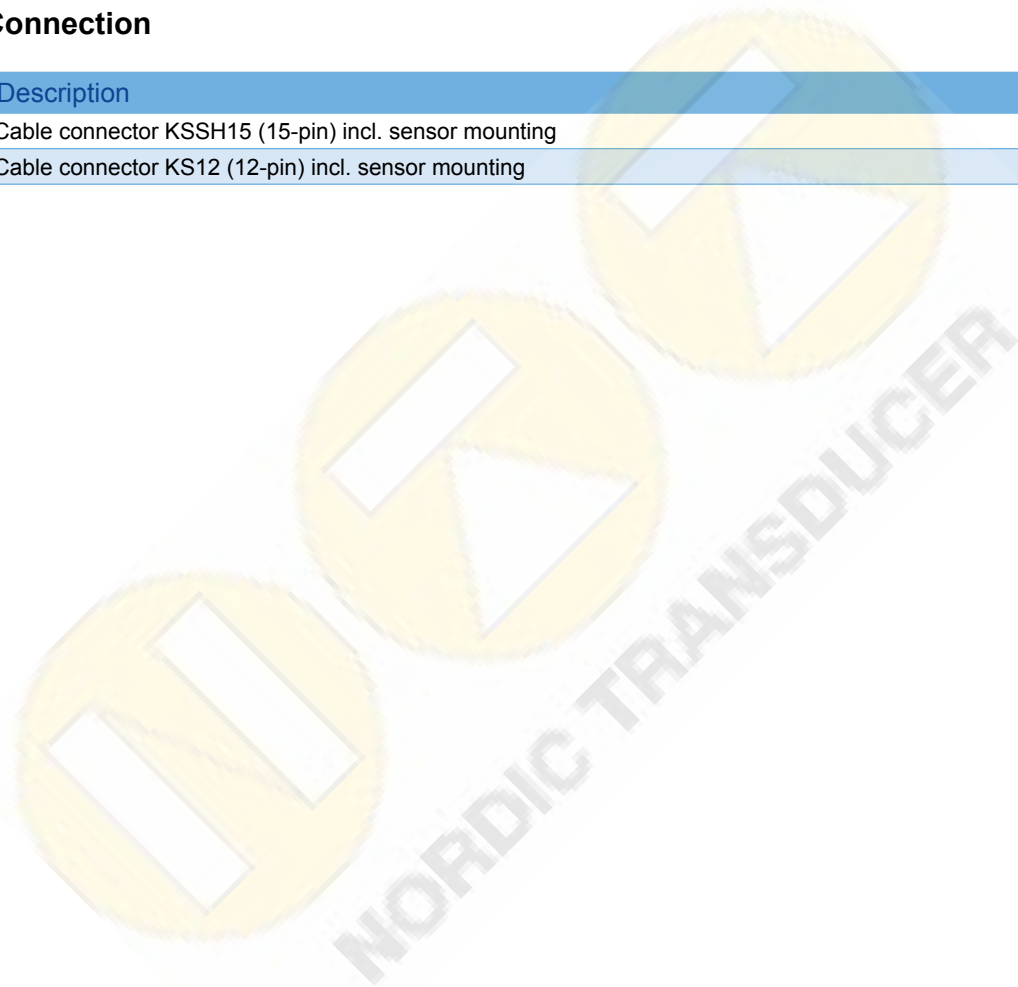 Connection
Description
Cable connector KSSH15 (15-pin) incl. sensor mounting
Cable connector KS12 (12-pin) incl. sensor mounting
NORDIC TRANSDUCER